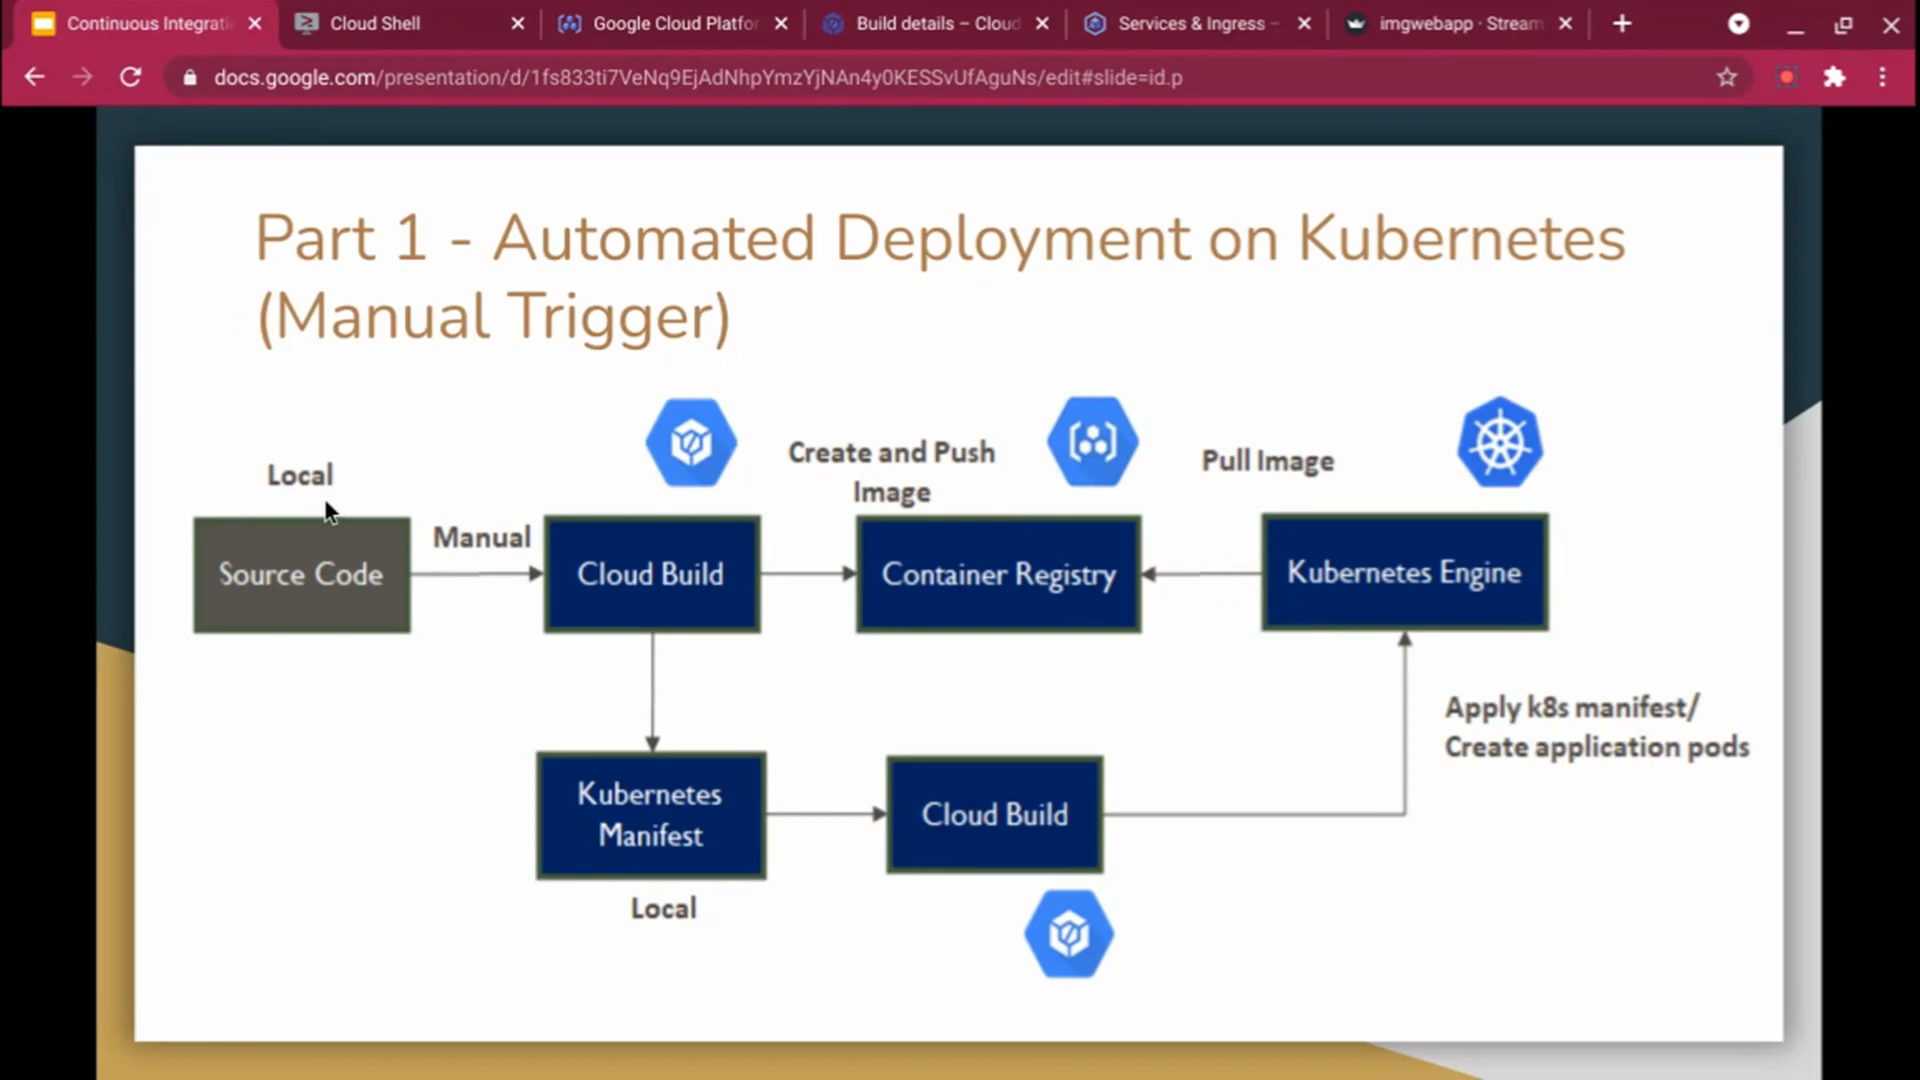 Continuous Integrati
Cloud Shell
Google Cloud Platfor
Build details – Cloud
Services & Ingress –
imgwebapp · Stream
docs.google.com/presentation/d/1fs833ti7VeNq9EjAdNhpYmzYjNAn4y0KESSvUfAguNs/edit#slide=id.p
Part 1 - Automated Deployment on Kubernetes
(Manual Trigger)
Local
Source Code
Manual
Cloud Build
Create and Push
Image
Container Registry
Pull Image
Kubernetes Engine
Apply k8s manifest/
Create application pods
Kubernetes
Manifest
Local
Cloud Build